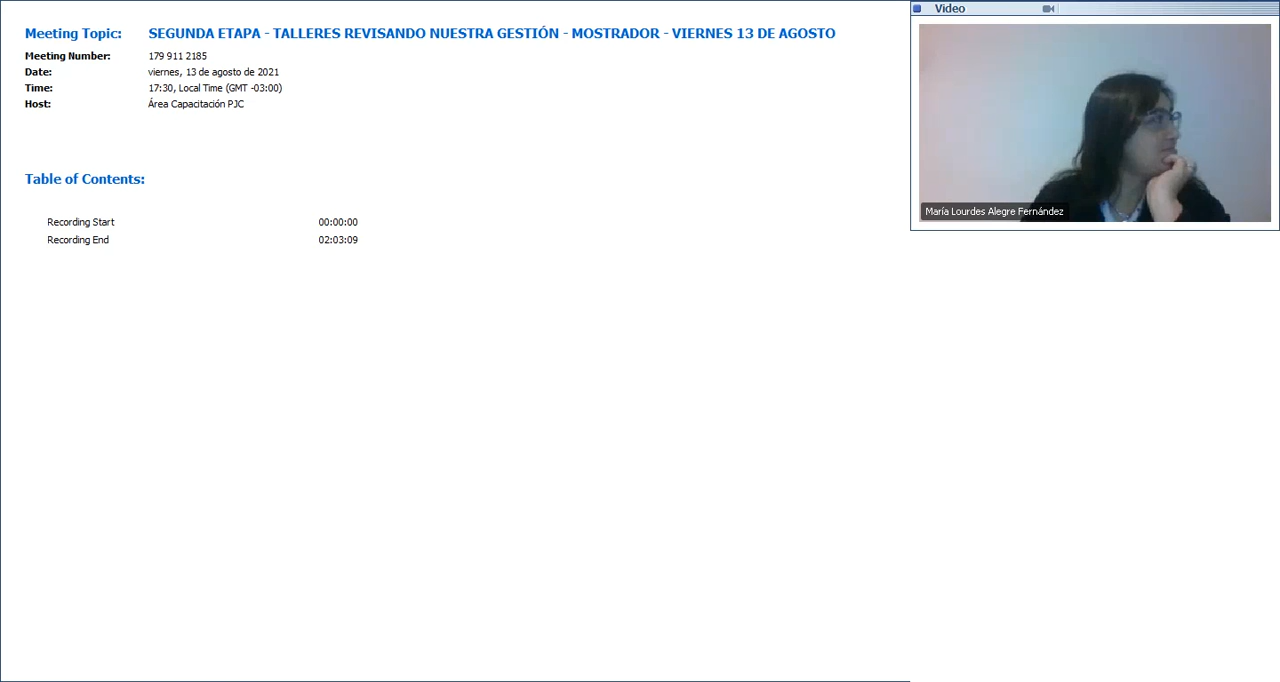 Meeting Topic: SEGUNDA ETAPA - TALLERES REVISANDO NUESTRA GESTIÓN - MOSTRADOR - VIERNES 13 DE AGOSTO
Meeting Number: 179 911 2185
Date: viernes, 13 de agosto de 2021
Time: 17:30, Local Time (GMT -03:00)
Host: Área Capacitación PJC
Table of Contents:
Recording Start 00:00:00
Recording End 02:03:09
Video
María Lourdes Alegre Fernández